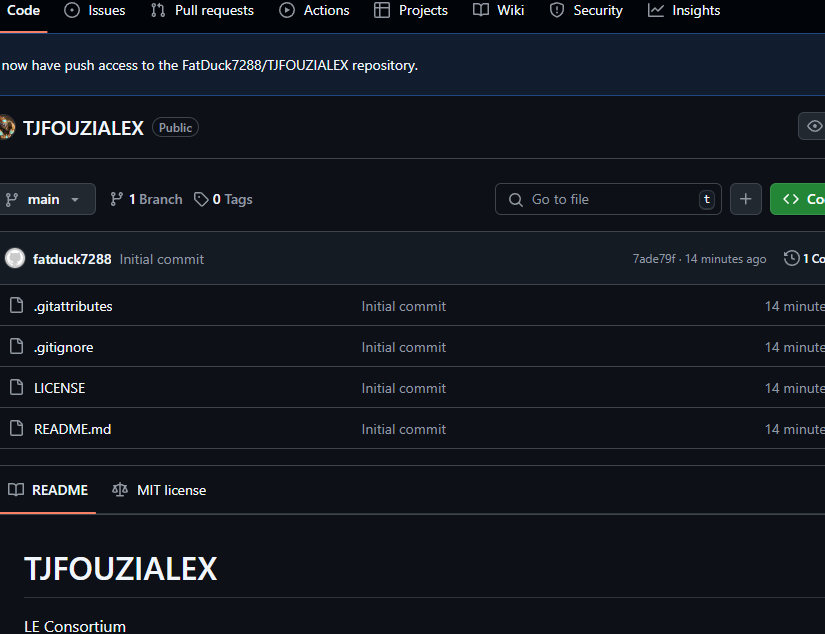 Code Issues Pull requests Actions Projects Wiki Security Insights
now have push access to the FatDuck7288/TJFOUZIALEX repository.
TJFOUZIALEX Public
main 1 Branch 0 Tags Go to file t + <> Co
fatduck7288 Initial commit 7ade79f · 14 minutes ago 1 Co
.gitattributes Initial commit 14 minute
.gitignore Initial commit 14 minute
LICENSE Initial commit 14 minute
README.md Initial commit 14 minute
README MIT license
TJFOUZIALEX
LE Consortium